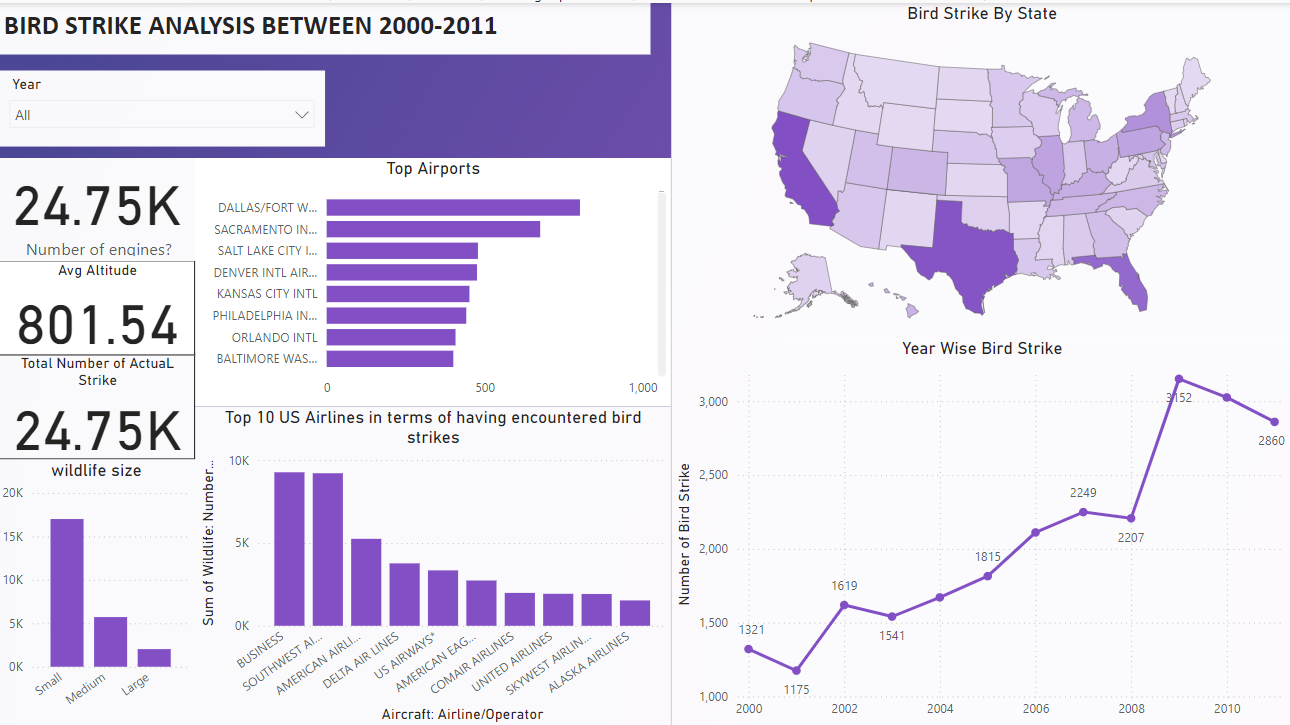 BIRD STRIKE ANALYSIS BETWEEN 2000-2011
Year
All
24.75K
Number of engines?
Avg Altitude
801.54
Total Number of ActuaL
Strike
24.75K
wildlife size
20K
15K
10K
5K
0K
Small
Medium
Large
Top Airports
DALLAS/FORT W...
SACRAMENTO IN...
SALT LAKE CITY I...
DENVER INTL AIR...
KANSAS CITY INTL
PHILADELPHIA IN...
ORLANDO INTL
BALTIMORE WAS...
0
500
1,000
Top 10 US Airlines in terms of having encountered bird
strikes
Sum of Wildlife: Number...
10K
5K
0K
BUSINESS
SOUTHWEST AI...
AMERICAN AIRLI...
DELTA AIR LINES
US AIRWAYS*
AMERICAN EAG...
COMAIR AIRLINES
UNITED AIRLINES
SKYWEST AIRLIN...
ALASKA AIRLINES
Aircraft: Airline/Operator
Bird Strike By State
Year Wise Bird Strike
Number of Bird Strike
3,000
2,500
2,000
1,500
1,000
1321
1175
1619
1541
1815
2249
2207
3152
2860
2000
2002
2004
2006
2008
2010